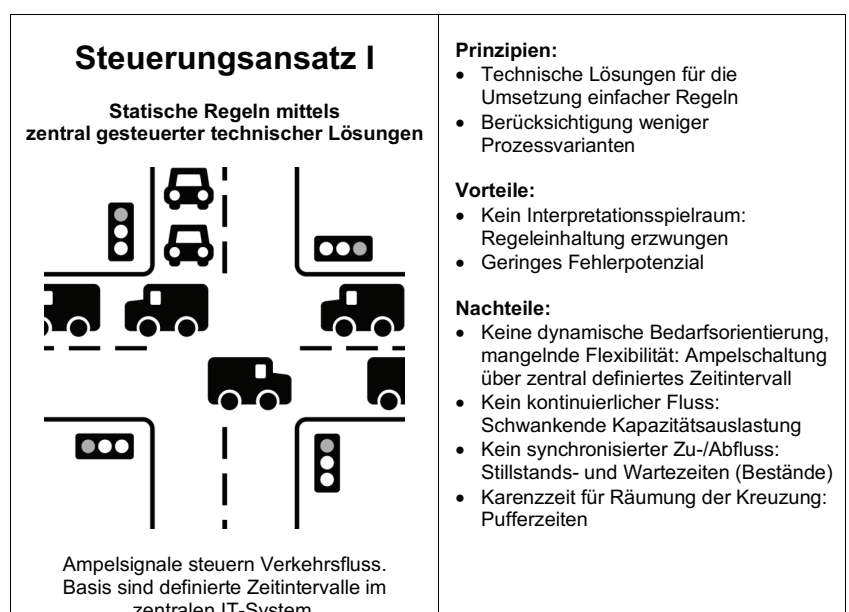 Steuerungsansatz I
Statische Regeln mittels
zentral gesteuerter technischer Lösungen
Ampelsignale steuern Verkehrsfluss.
Basis sind definierte Zeitintervalle im
zentralen IT-System
Prinzipien:
• Technische Lösungen für die
Umsetzung einfacher Regeln
• Berücksichtigung weniger
Prozessvarianten
Vorteile:
• Kein Interpretationsspielraum:
Regeleinhaltung erzwungen
• Geringes Fehlerpotenzial
Nachteile:
• Keine dynamische Bedarfsorientierung,
mangelnde Flexibilität: Ampelschaltung
über zentral definiertes Zeitintervall
• Kein kontinuierlicher Fluss:
Schwankende Kapazitätsauslastung
• Kein synchronisierter Zu-/Abfluss:
Stillstands- und Wartezeiten (Bestände)
• Karenzzeit für Räumung der Kreuzung:
Pufferzeiten